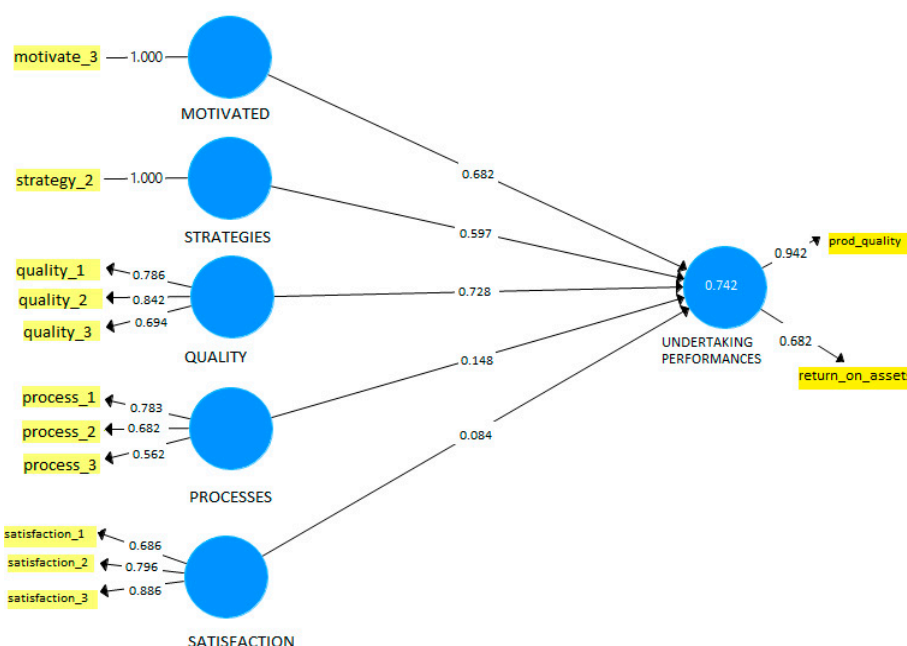 motivate_3
1.000
MOTIVATED
strategy_2
1.000
STRATEGIES
quality_1
0.786
quality_2
0.842
quality_3
0.694
QUALITY
process_1
0.783
process_2
0.682
process_3
0.562
PROCESSES
satisfaction_1
0.686
satisfaction_2
0.796
satisfaction_3
0.886
SATISFACTION
0.682
0.597
0.728
0.148
0.084
0.742
UNDERTAKING
PERFORMANCES
0.942
prod_quality
0.682
return_on_assets